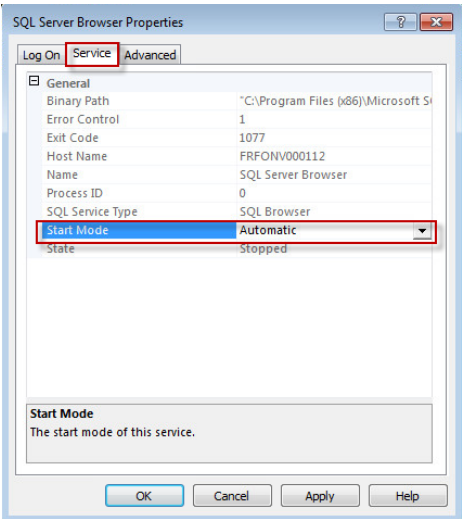 SQL Server Browser Properties
Log On Service Advanced
General
Binary Path "C:\Program Files (x86)\Microsoft S
Error Control 1
Exit Code 1077
Host Name FRFONV000112
Name SQL Server Browser
Process ID 0
SQL Service Type SQL Browser
Start Mode Automatic
State Stopped
Start Mode
The start mode of this service.
OK Cancel Apply Help